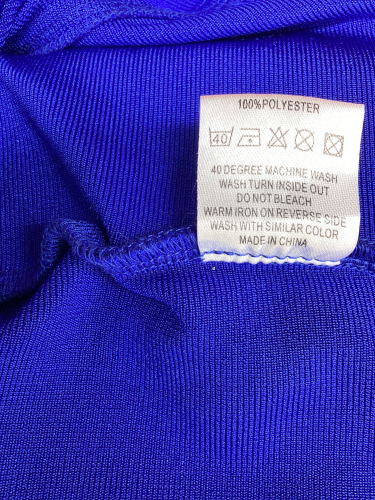 100%POLYESTER
40
40 DEGREE MACHINE WASH
WASH TURN INSIDE OUT
DO NOT BLEACH
WARM IRON ON REVERSE SIDE
WASH WITH SIMILAR COLOR
MADE IN CHINA